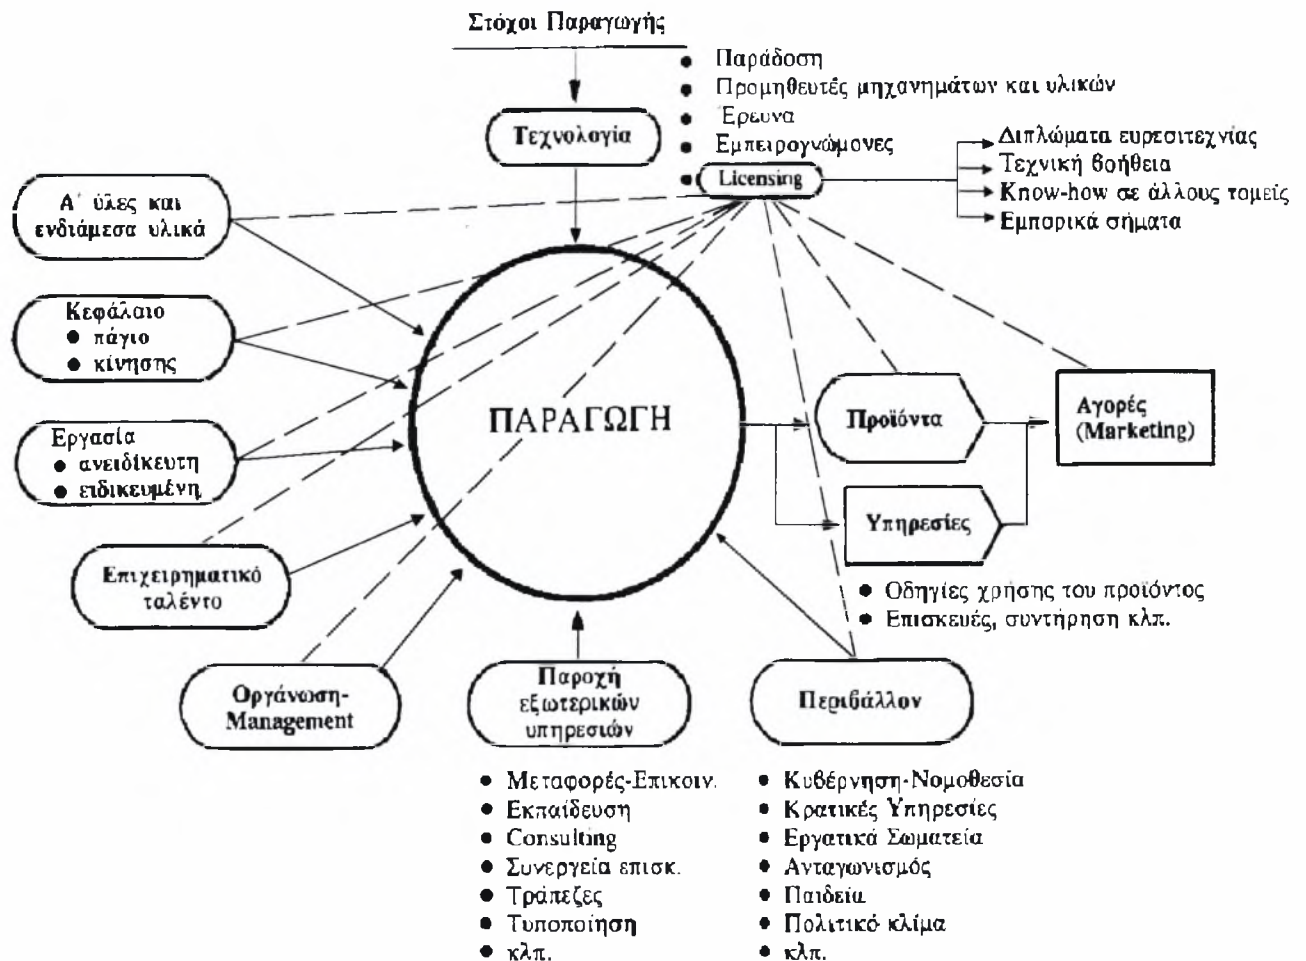 Στόχοι Παραγωγής
• Παράδοση
• Προμηθευτές μηχανημάτων και υλικών
• Έρευνα
• Εμπειρογνώμονες
• Licensing
Τεχνολογία
Διπλώματα ευρεσιτεχνίας
Τεχνική βοήθεια
Know-how σε άλλους τομείς
Εμπορικά σήματα
Α΄ ύλες και
ενδιάμεσα υλικά
Κεφάλαιο
• πάγιο
• κίνησης
Εργασία
• ανειδίκευτη
• ειδικευμένη
Επιχειρηματικό
ταλέντο
Οργάνωση-
Management
ΠΑΡΑΓΩΓΗ
Προϊόντα
Υπηρεσίες
Αγορές
(Marketing)
• Οδηγίες χρήσης του προϊόντος
• Επισκευές, συντήρηση κλπ.
Παροχή
εξωτερικών
υπηρεσιών
• Μεταφορές-Επικοιν.
• Εκπαίδευση
• Consulting
• Συνεργεία επισκ.
• Τράπεζες
• Τυποποίηση
• κλπ.
Περιβάλλον
• Κυβέρνηση-Νομοθεσία
• Κρατικές Υπηρεσίες
• Εργατικά Σωματεία
• Ανταγωνισμός
• Παιδεία
• Πολιτικό κλίμα
• κλπ.